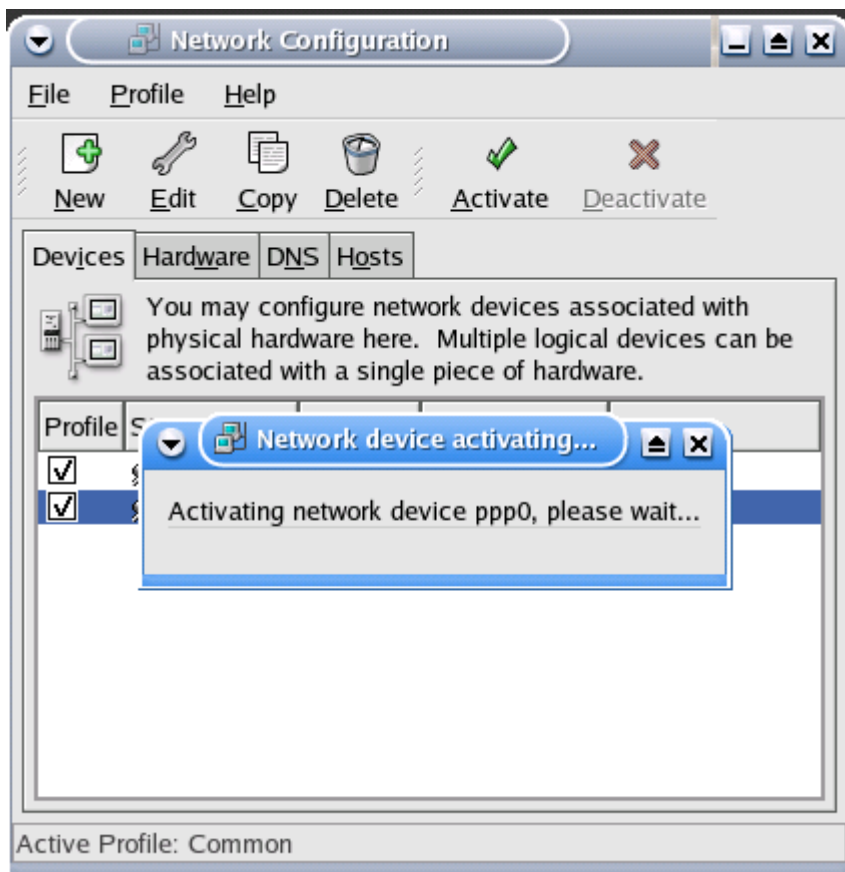 Network Configuration
File Profile Help
New Edit Copy Delete Activate Deactivate
Devices Hardware DNS Hosts
You may configure network devices associated with
physical hardware here. Multiple logical devices can be
associated with a single piece of hardware.
Profile
Network device activating...
Activating network device ppp0, please wait...
Active Profile: Common